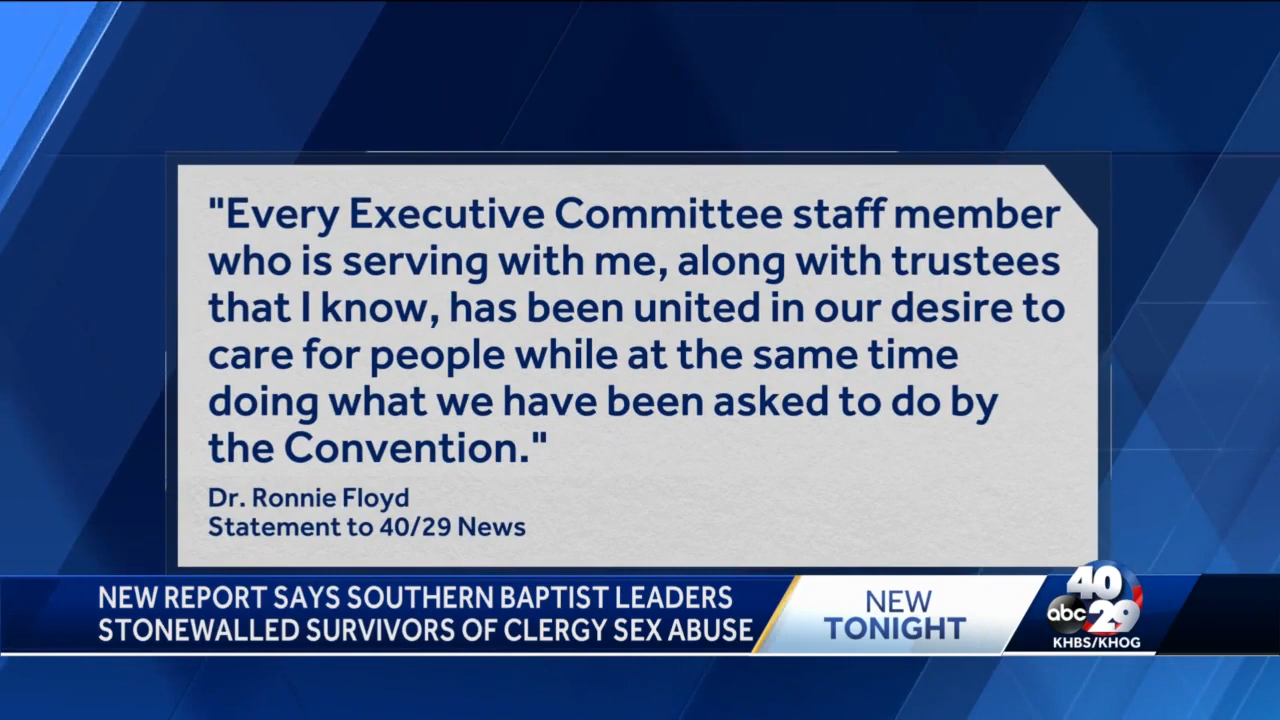 "Every Executive Committee staff member
who is serving with me, along with trustees
that I know, has been united in our desire to
care for people while at the same time
doing what we have been asked to do by
the Convention."
Dr. Ronnie Floyd
Statement to 40/29 News
NEW REPORT SAYS SOUTHERN BAPTIST LEADERS
STONEWALLED SURVIVORS OF CLERGY SEX ABUSE
NEW
TONIGHT
40
abc 29
KHBS/KHOG